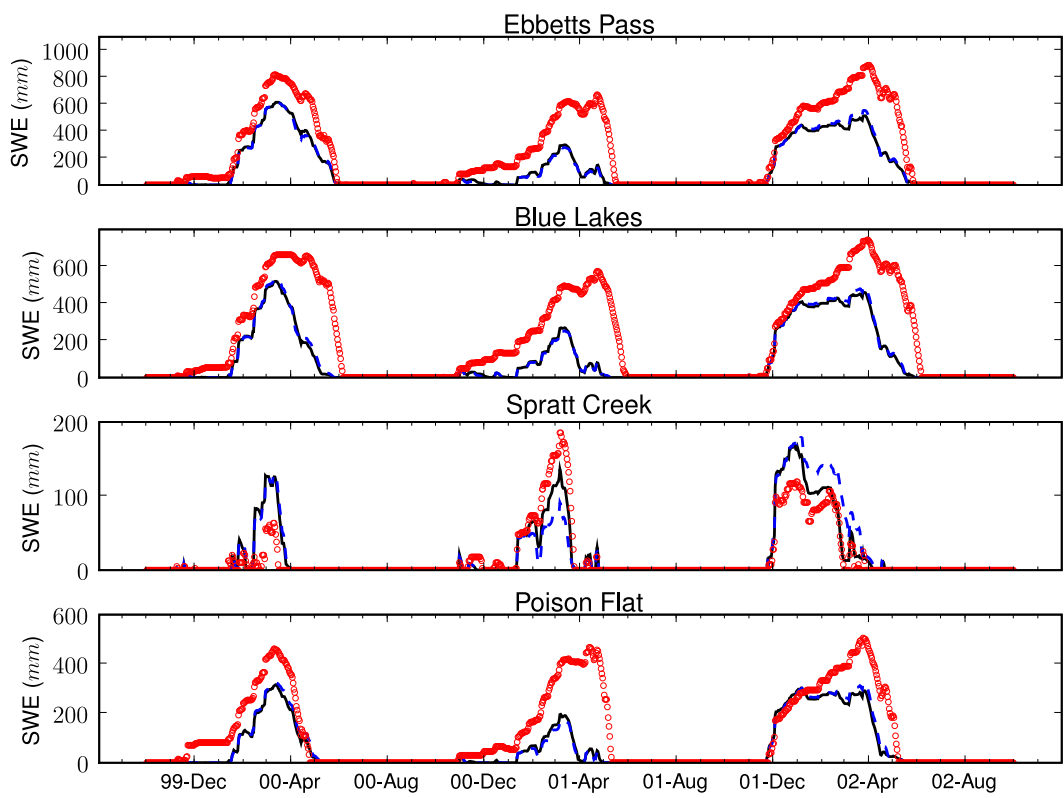 Ebbetts Pass
1000
800
600
400
200
0
SWE (mm)
Blue Lakes
600
400
200
0
SWE (mm)
Spratt Creek
200
100
0
SWE (mm)
Poison Flat
600
400
200
0
SWE (mm)
99-Dec 00-Apr 00-Aug 00-Dec 01-Apr 01-Aug 01-Dec 02-Apr 02-Aug